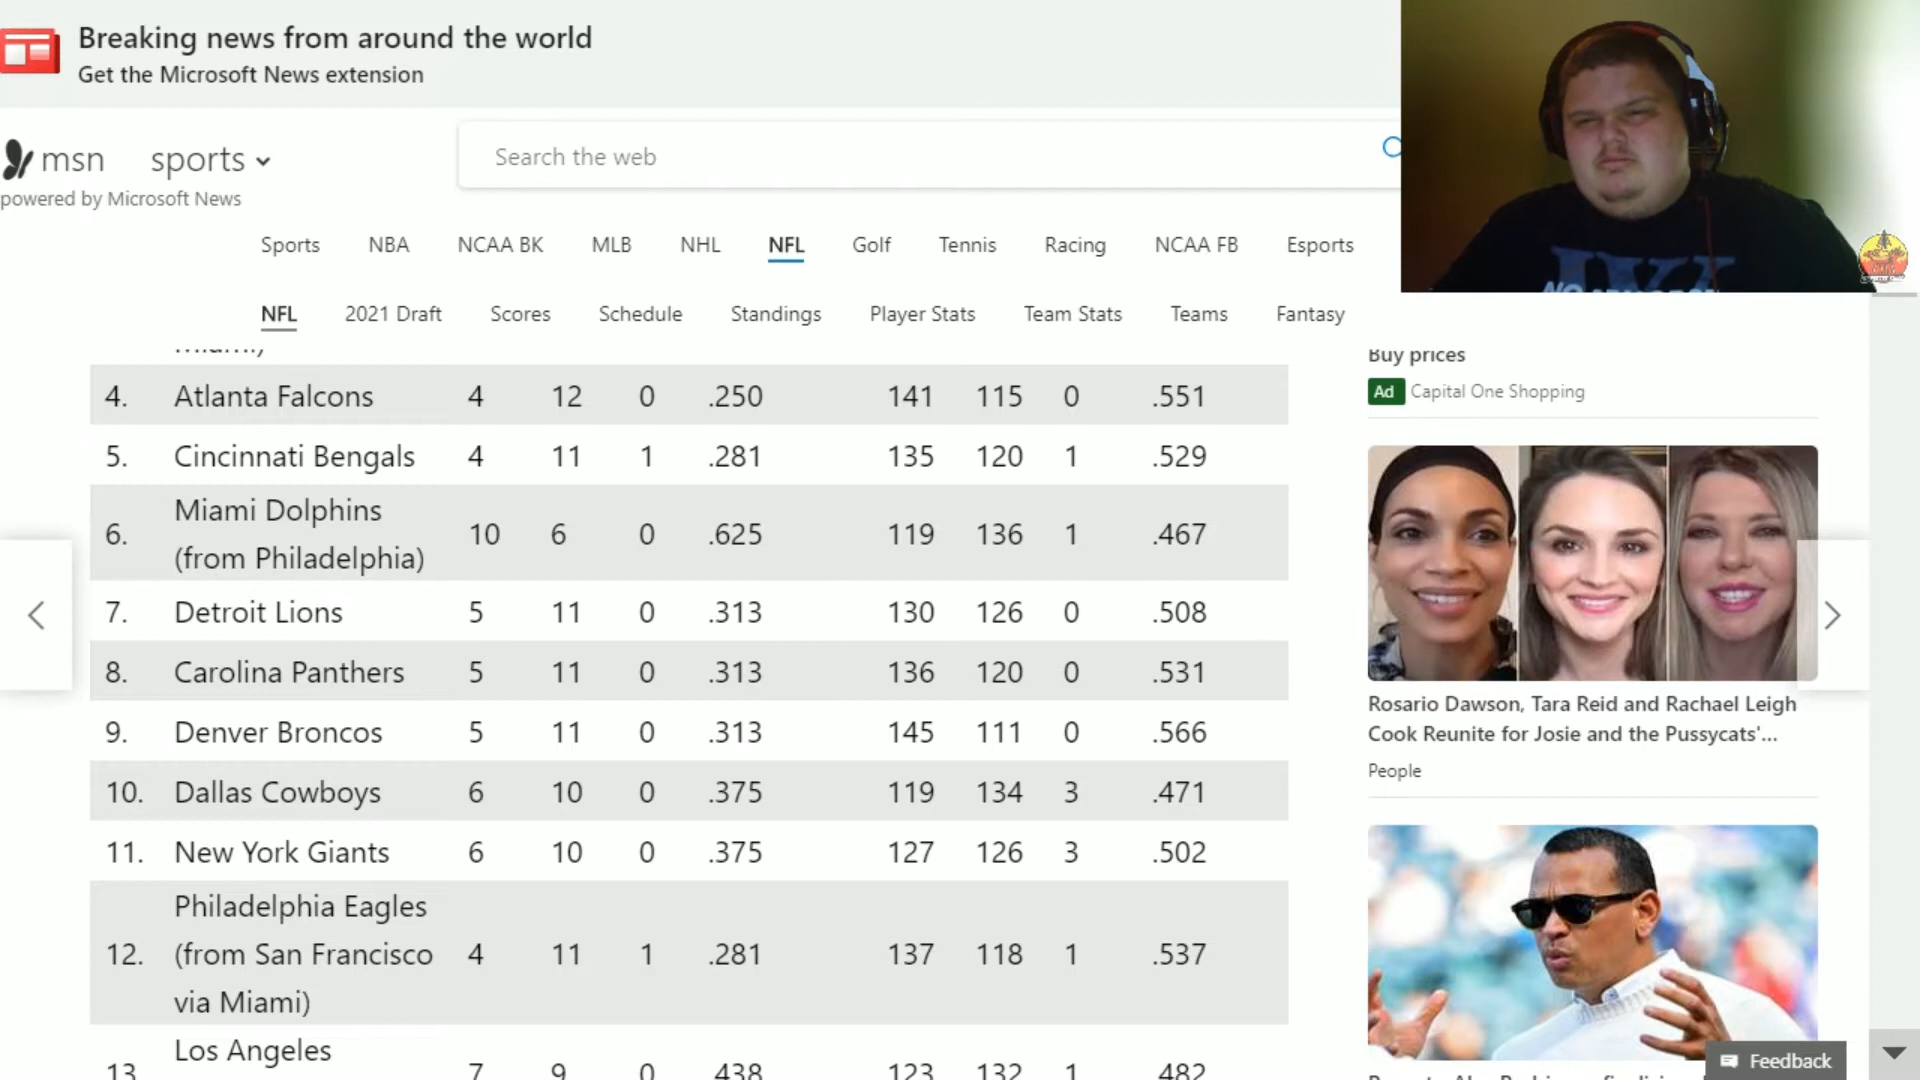 Breaking news from around the world
Get the Microsoft News extension
msn sports
powered by Microsoft News
Search the web
Sports NBA NCAA BK MLB NHL NFL Golf Tennis Racing NCAA FB Esports
NFL 2021 Draft Scores Schedule Standings Player Stats Team Stats Teams Fantasy
Miami)
4. Atlanta Falcons 4 12 0 .250 141 115 0 .551
5. Cincinnati Bengals 4 11 1 .281 135 120 1 .529
Miami Dolphins
6. 10 6 0 .625 119 136 1 .467
(from Philadelphia)
7. Detroit Lions 5 11 0 .313 130 126 0 .508
8. Carolina Panthers 5 11 0 .313 136 120 0 .531
9. Denver Broncos 5 11 0 .313 145 111 0 .566
10. Dallas Cowboys 6 10 0 .375 119 134 3 .471
11. New York Giants 6 10 0 .375 127 126 3 .502
Philadelphia Eagles
12. (from San Francisco 4 11 1 .281 137 118 1 .537
via Miami)
Los Angeles
13. 7 9 0 .438 123 132 1 .482
Buy prices
Ad Capital One Shopping
Rosario Dawson, Tara Reid and Rachael Leigh
Cook Reunite for Josie and the Pussycats'...
People
Feedback